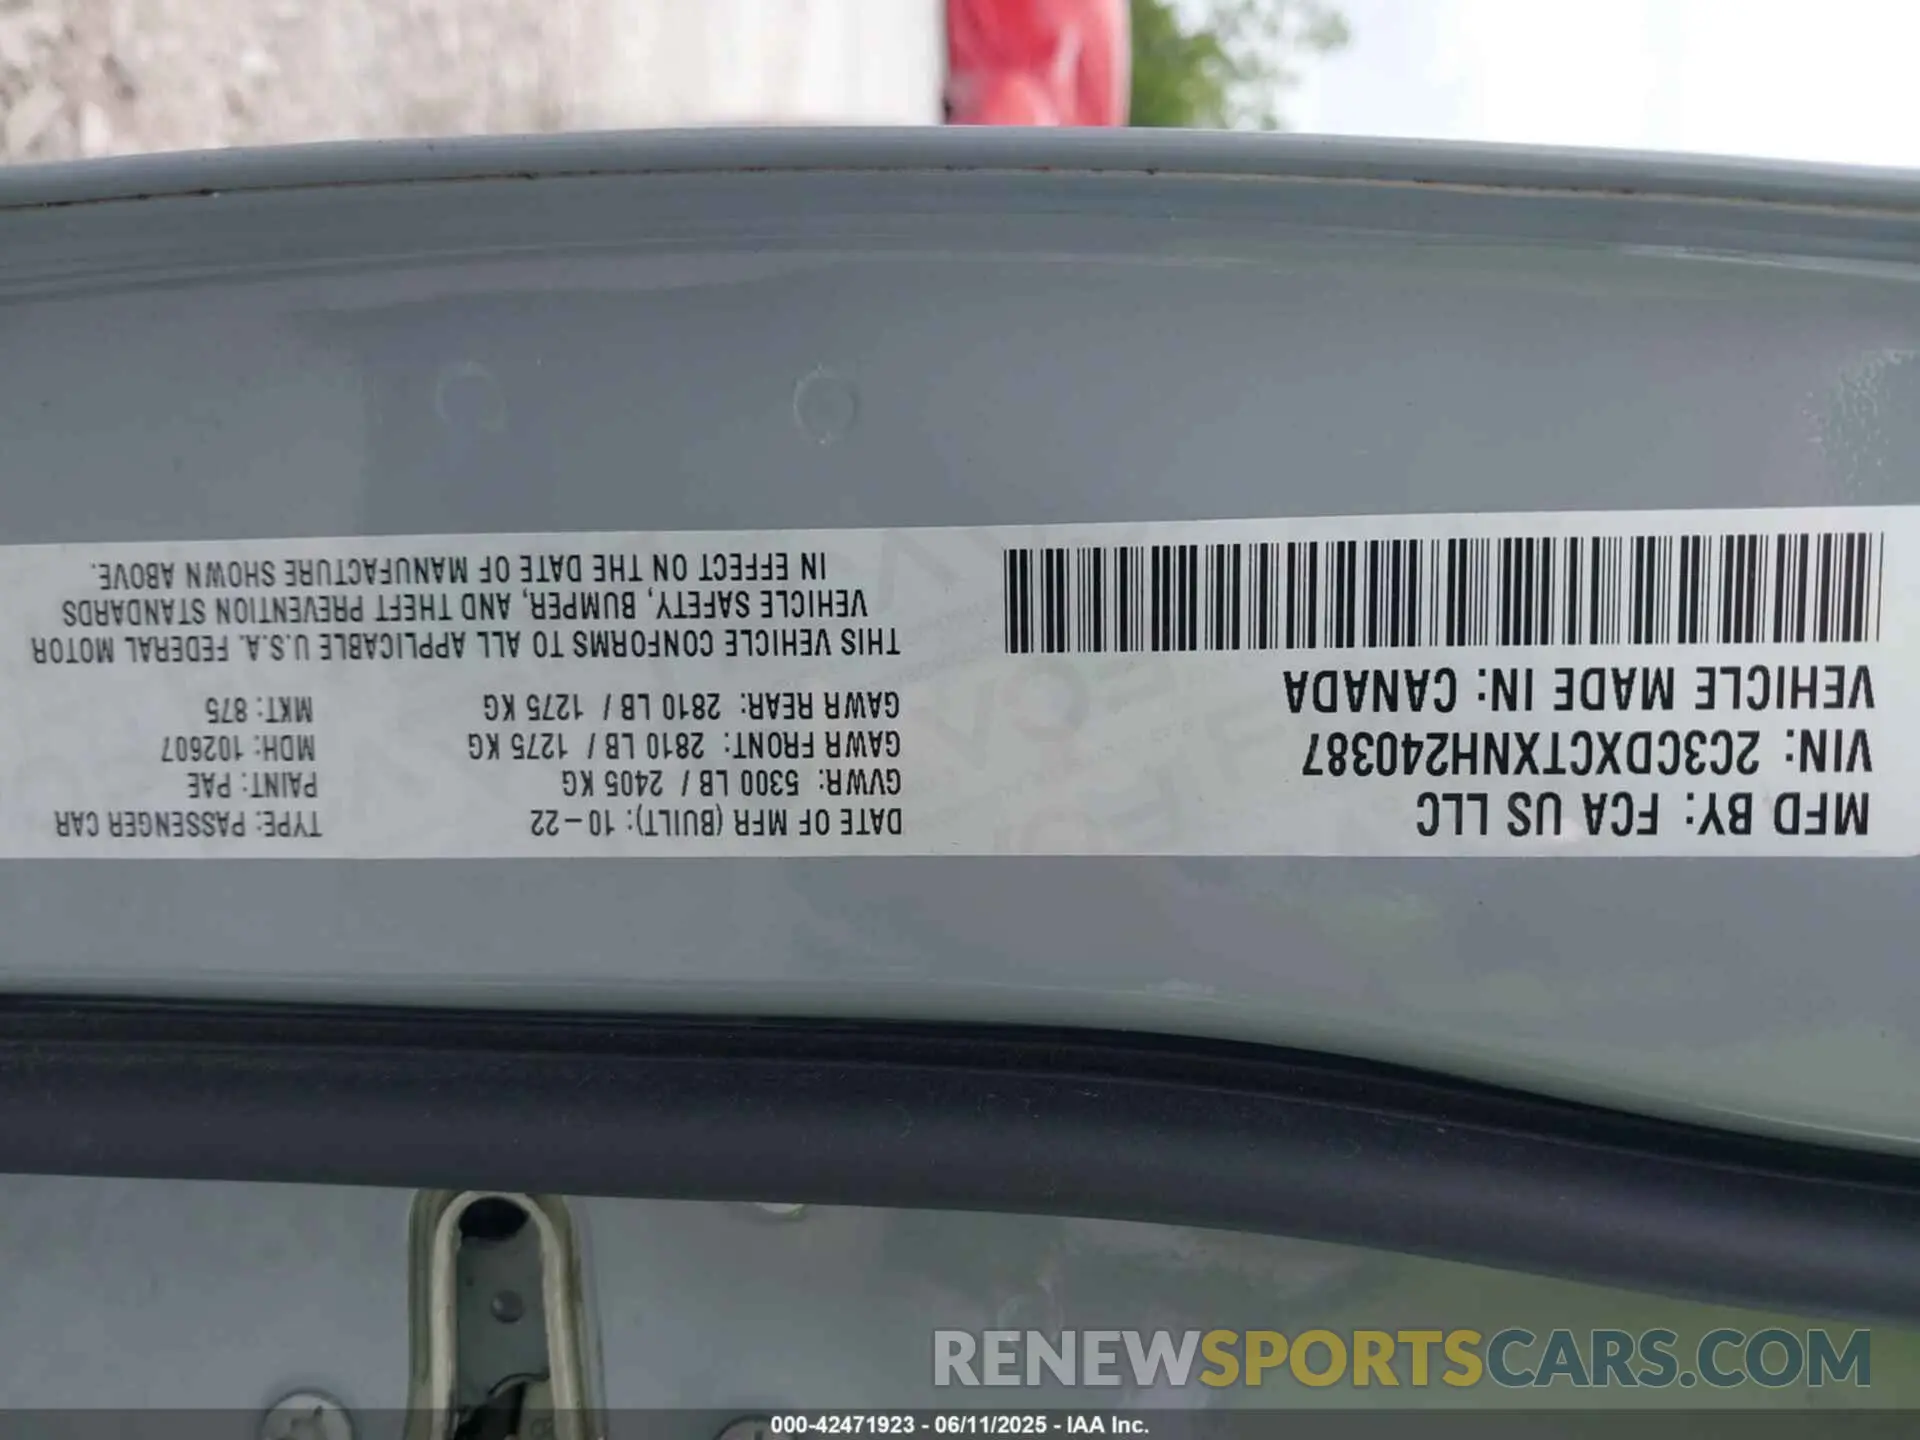 MFD BY: FCA US LLC
VIN: 2C3CDXCTXNH240387
VEHICLE MADE IN: CANADA
DATE OF MFR (BUILT): 10-22
TYPE: PASSENGER CAR
GVWR: 5300 LB / 2405 KG
PAINT: PAE
GAWR FRONT: 2810 LB / 1275 KG
MDH: 102607
GAWR REAR: 2810 LB / 1275 KG
MKT: 875
THIS VEHICLE CONFORMS TO ALL APPLICABLE U.S.A. FEDERAL MOTOR
VEHICLE SAFETY, BUMPER, AND THEFT PREVENTION STANDARDS
IN EFFECT ON THE DATE OF MANUFACTURE SHOWN ABOVE.
RENEWSPORTSCARS.COM
000-42471923 - 06/11/2025 - IAA Inc.